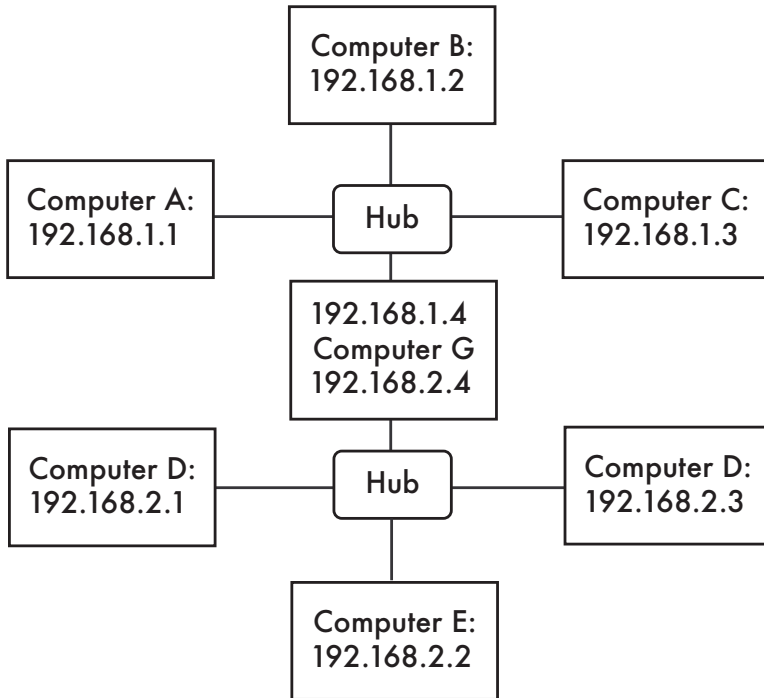 Computer B:
192.168.1.2
Computer A:
192.168.1.1
Hub
Computer C:
192.168.1.3
192.168.1.4
Computer G
192.168.2.4
Computer D:
192.168.2.1
Hub
Computer D:
192.168.2.3
Computer E:
192.168.2.2